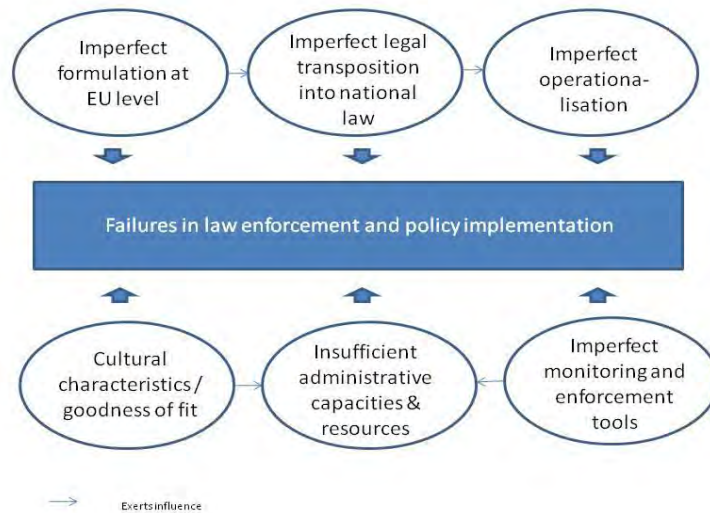 Imperfect
formulation at
EU level
Imperfect legal
transposition
into national
law
Imperfect
operationa-
lisation
Failures in law enforcement and policy implementation
Cultural
characteristics /
goodness of fit
Insufficient
administrative
capacities &
resources
Imperfect
monitoring and
enforcement
tools
Exerts influence